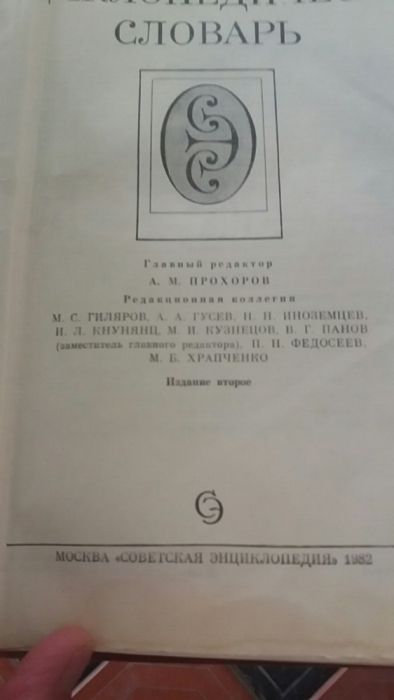 СЛОВАРЬ
Главный редактор
А. М. ПРОХОРОВ
Редакционная коллегия
М. С. ГИЛЯРОВ, А. А. ГУСЕВ, Н. Н. ИНОЗЕМЦЕВ,
И. Л. КНУНЯНЦ, М. И. КУЗНЕЦОВ, В. Г. ПАНОВ
(заместитель главного редактора), П. Н. ФЕДОСЕЕВ,
М. Б. ХРАПЧЕНКО
Издание второе
СЭ
МОСКВА «СОВЕТСКАЯ ЭНЦИКЛОПЕДИЯ» 1982